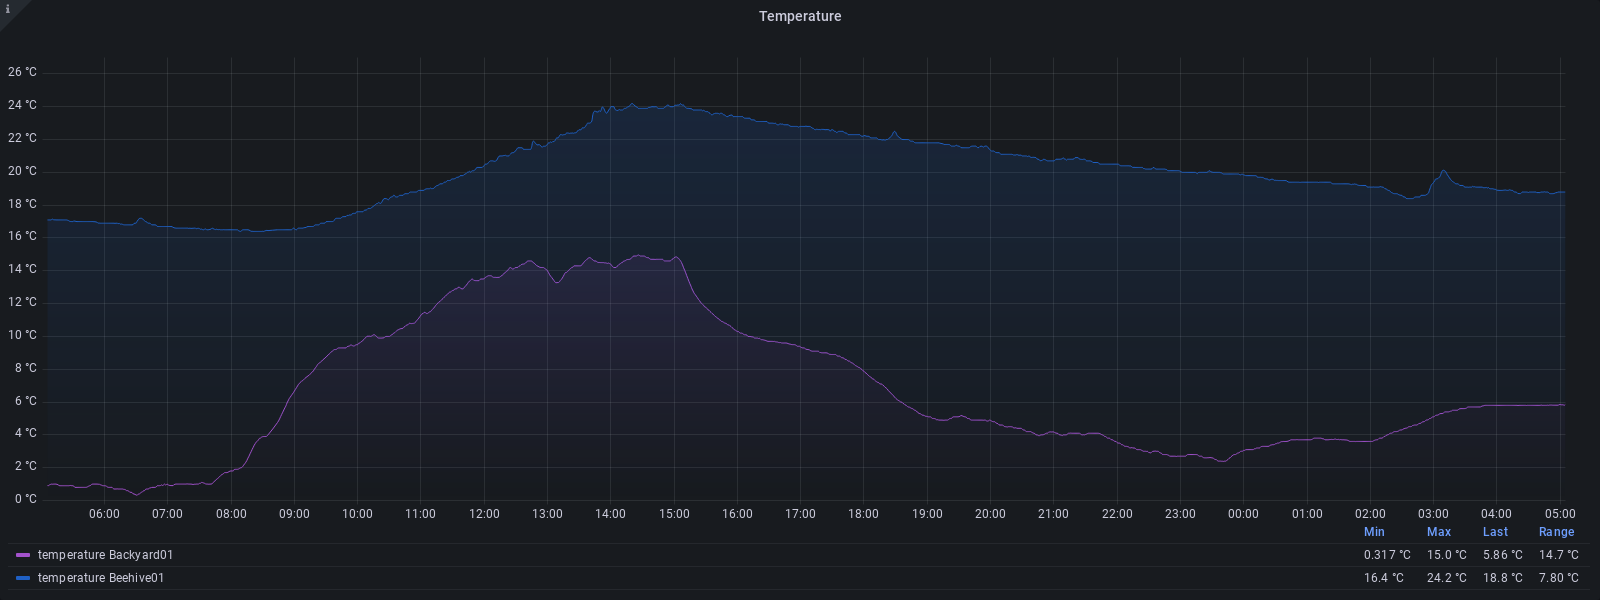 i
Temperature
26 °C
24 °C
22 °C
20 °C
18 °C
16 °C
14 °C
12 °C
10 °C
8 °C
6 °C
4 °C
2 °C
0 °C
06:00 07:00 08:00 09:00 10:00 11:00 12:00 13:00 14:00 15:00 16:00 17:00 18:00 19:00 20:00 21:00 22:00 23:00 00:00 01:00 02:00 03:00 04:00 05:00
Min Max Last Range
temperature Backyard01 0.317 °C 15.0 °C 5.86 °C 14.7 °C
temperature Beehive01 16.4 °C 24.2 °C 18.8 °C 7.80 °C